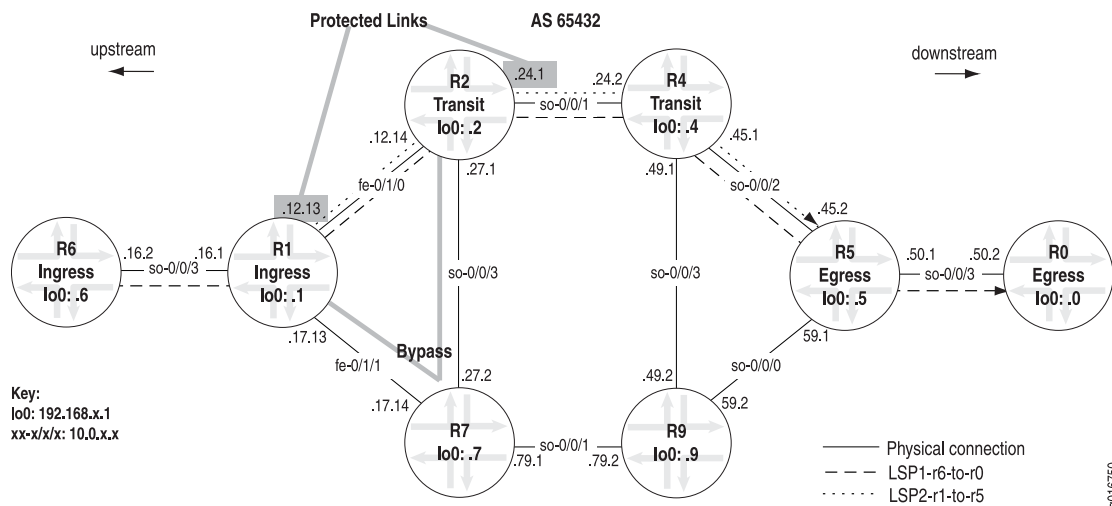 Protected Links
AS 65432
upstream
downstream
R2
Transit
lo0: .2
.24.1
.24.2
so-0/0/1
R4
Transit
lo0: .4
.12.14
.27.1
.49.1
.45.1
fe-0/1/0
so-0/0/2
.12.13
.45.2
R6
Ingress
lo0: .6
.16.2
so-0/0/3
.16.1
R1
Ingress
lo0: .1
so-0/0/3
so-0/0/3
R5
Egress
lo0: .5
.50.1
so-0/0/3
.50.2
R0
Egress
lo0: .0
.17.13
59.1
fe-0/1/1
Bypass
so-0/0/0
.27.2
.49.2
59.2
.17.14
Key:
lo0: 192.168.x.1
xx-x/x/x: 10.0.x.x
R7
lo0: .7
.79.1
so-0/0/1
.79.2
R9
lo0: .9
Physical connection
LSP1-r6-to-r0
LSP2-r1-to-r5